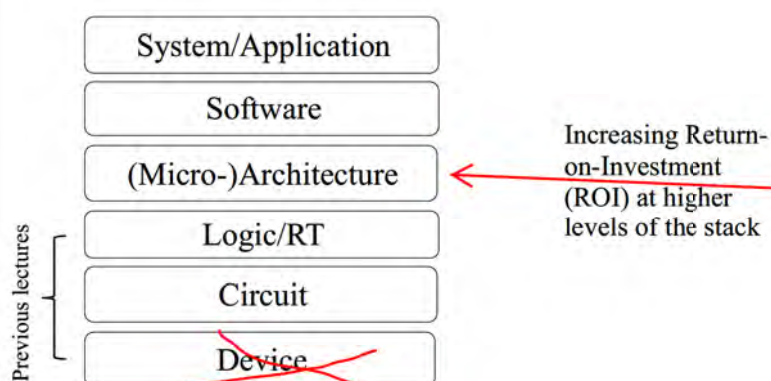 System/Application
Software
(Micro-)Architecture
Logic/RT
Circuit
Device
Previous lectures
Increasing Return-
on-Investment
(ROI) at higher
levels of the stack